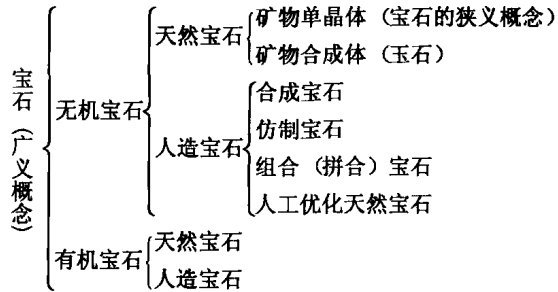 宝石（广义概念）
无机宝石
天然宝石
矿物单晶体（宝石的狭义概念）
矿物合成体（玉石）
人造宝石
合成宝石
仿制宝石
组合（拼合）宝石
人工优化天然宝石
有机宝石
天然宝石
人造宝石